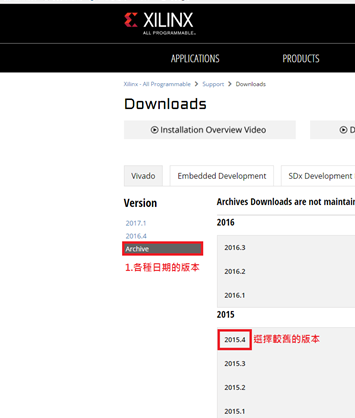 XILINX
ALL PROGRAMMABLE.
APPLICATIONS
PRODUCTS
Xilinx - All Programmable > Support > Downloads
Downloads
Installation Overview Video
D
Vivado
Embedded Development
SDx Development
Version
2017.1
2016.4
Archive
1.各種日期的版本
Archives Downloads are not maintain
2016
2016.3
2016.2
2016.1
2015
2015.4 選擇較舊的版本
2015.3
2015.2
2015.1